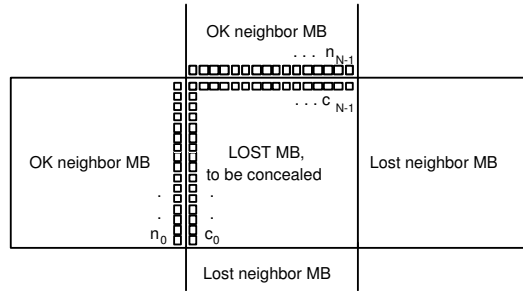 OK neighbor MB
. . . n_{N-1}
. . . c_{N-1}
OK neighbor MB
LOST MB,
to be concealed
Lost neighbor MB
. .
. .
n_0 c_0
Lost neighbor MB